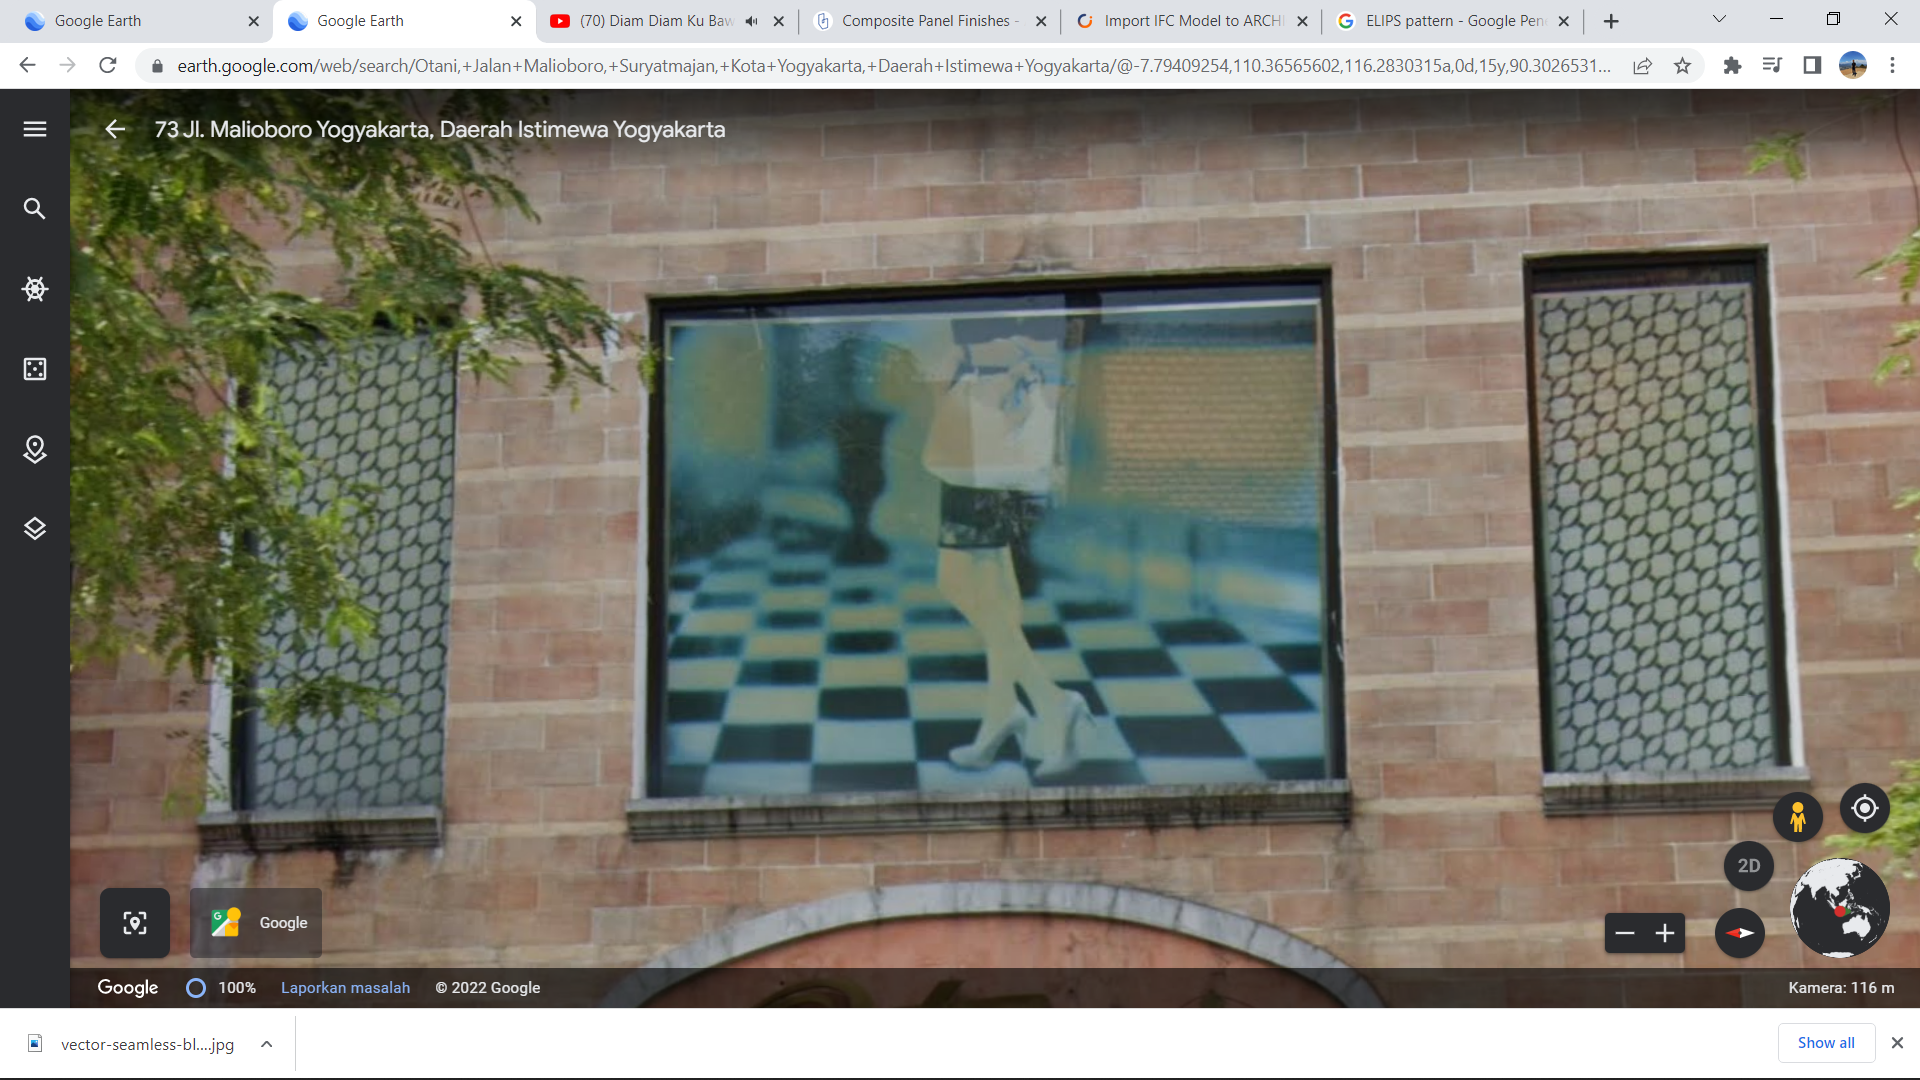 Google Earth
Google Earth
(70) Diam Diam Ku Baw
Composite Panel Finishes -
Import IFC Model to ARCHI
ELIPS pattern - Google Pen
earth.google.com/web/search/Otani,+Jalan+Malioboro,+Suryatmajan,+Kota+Yogyakarta,+Daerah+Istimewa+Yogyakarta/@-7.79409254,110.36565602,116.2830315a,0d,15y,90.3026531...
73 Jl. Malioboro Yogyakarta, Daerah Istimewa Yogyakarta
2D
Google
Google
100%
Laporkan masalah
© 2022 Google
Kamera: 116 m
vector-seamless-bl....jpg
Show all